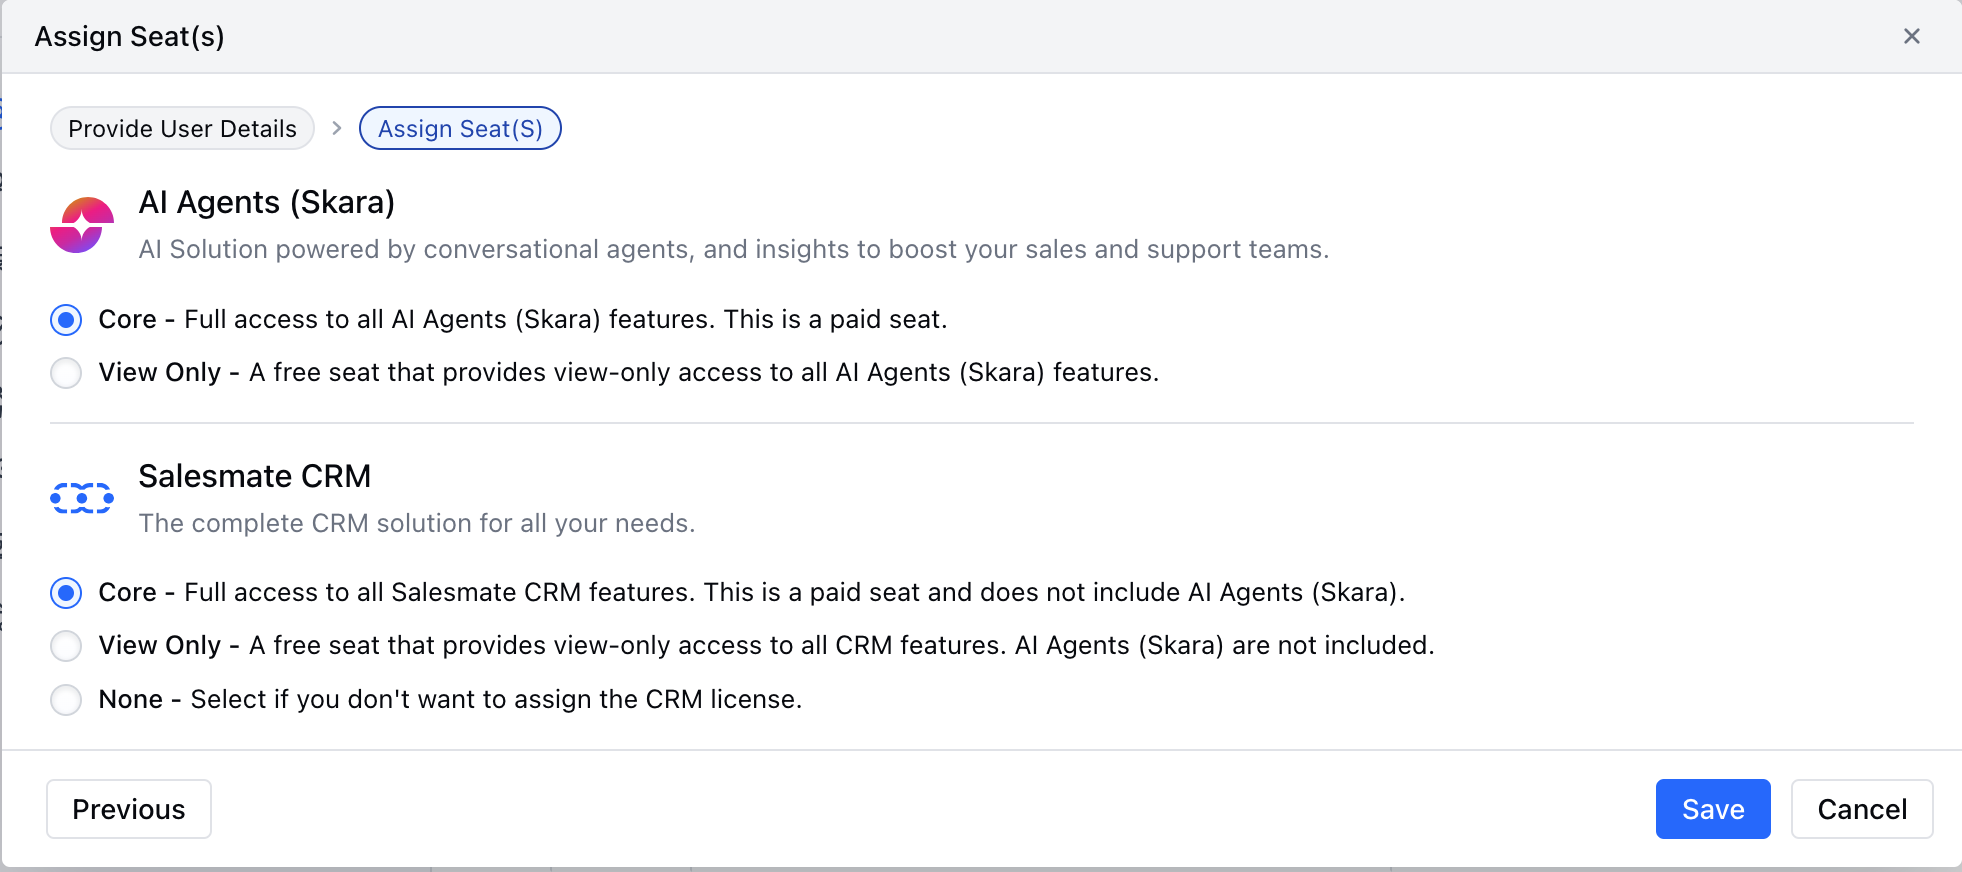 Assign Seat(s)
Provide User Details
Assign Seat(S)
AI Agents (Skara)
AI Solution powered by conversational agents, and insights to boost your sales and support teams.
Core - Full access to all AI Agents (Skara) features. This is a paid seat.
View Only - A free seat that provides view-only access to all AI Agents (Skara) features.
Salesmate CRM
The complete CRM solution for all your needs.
Core - Full access to all Salesmate CRM features. This is a paid seat and does not include AI Agents (Skara).
View Only - A free seat that provides view-only access to all CRM features. AI Agents (Skara) are not included.
None - Select if you don't want to assign the CRM license.
Previous
Save
Cancel